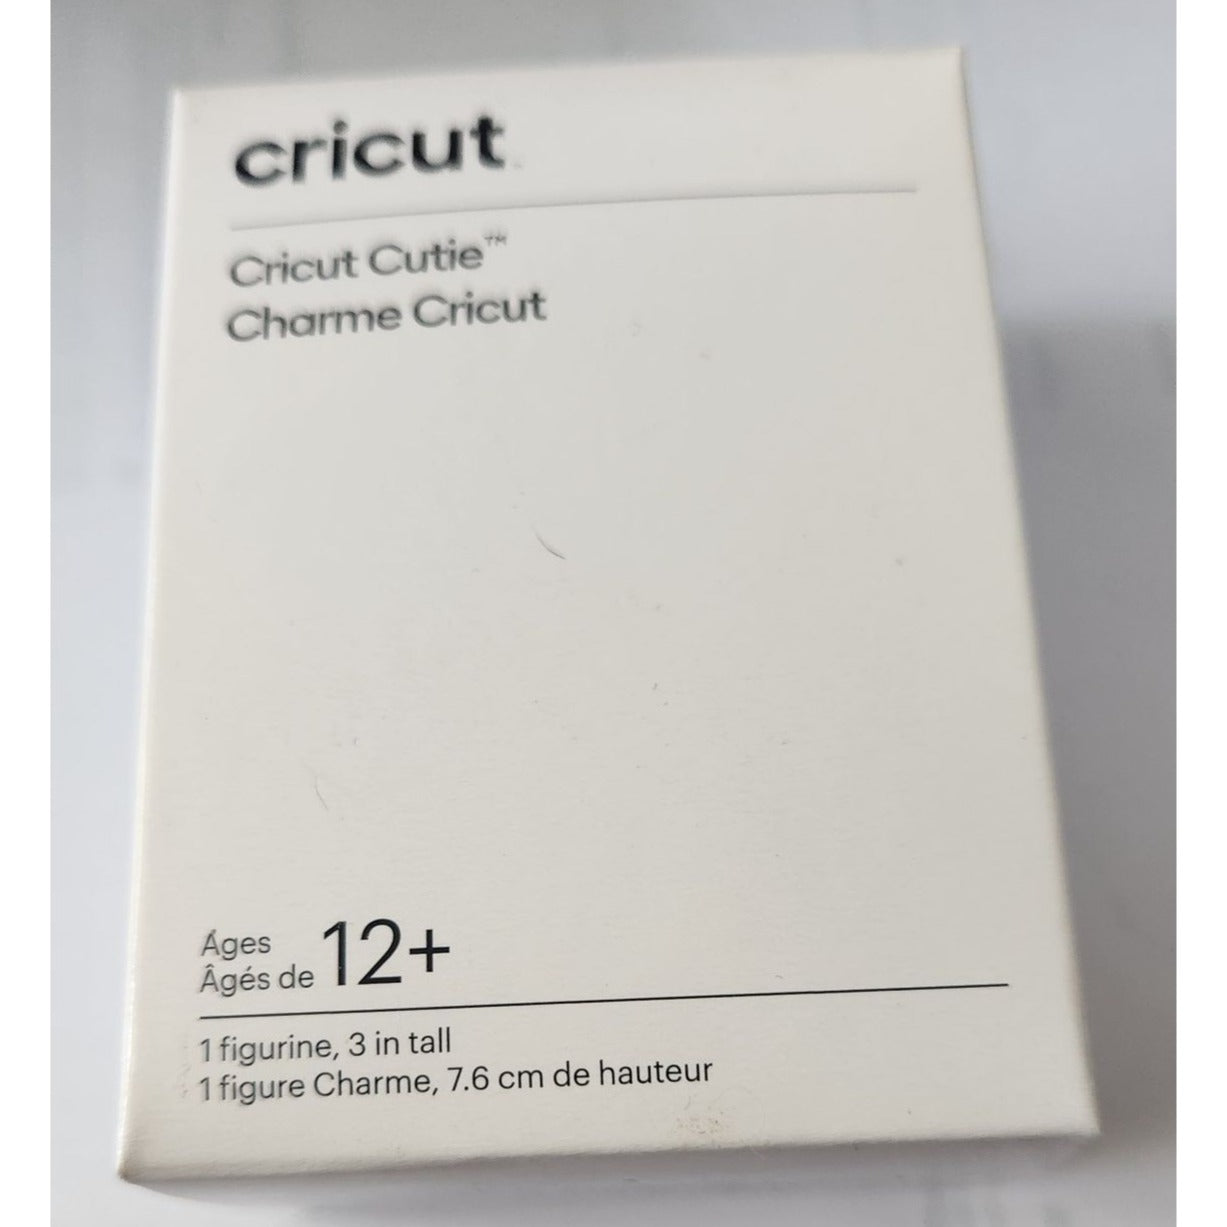 cricut
Cricut Cutie™
Charme Cricut
Ages
Âgés de 12+
1 figurine, 3 in tall
1 figure Charme, 7.6 cm de hauteur